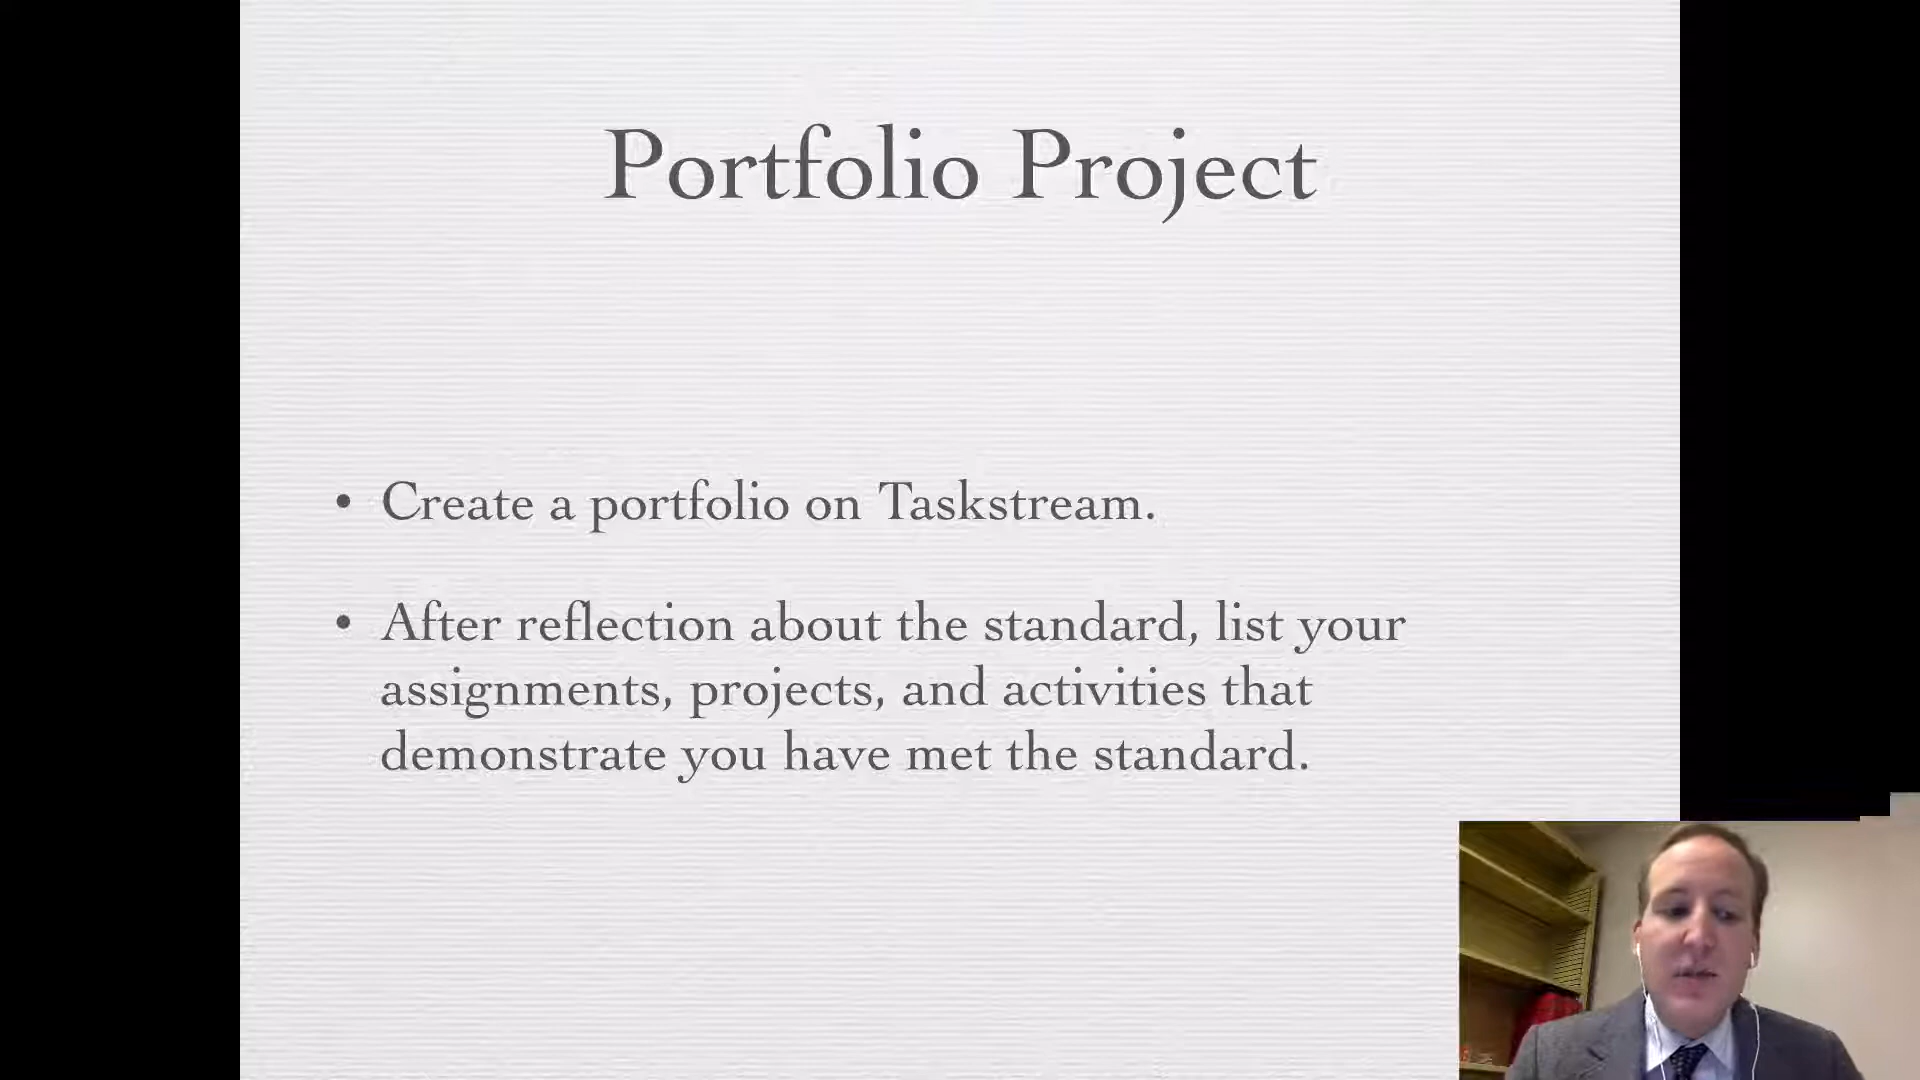 Portfolio Project
• Create a portfolio on Taskstream.
• After reflection about the standard, list your
assignments, projects, and activities that
demonstrate you have met the standard.